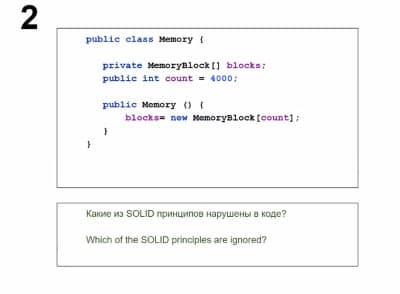 2
public class Memory {
private MemoryBlock[] blocks;
public int count = 4000;
public Memory () {
blocks= new MemoryBlock[count];
}
}
Какие из SOLID принципов нарушены в коде?
Which of the SOLID principles are ignored?